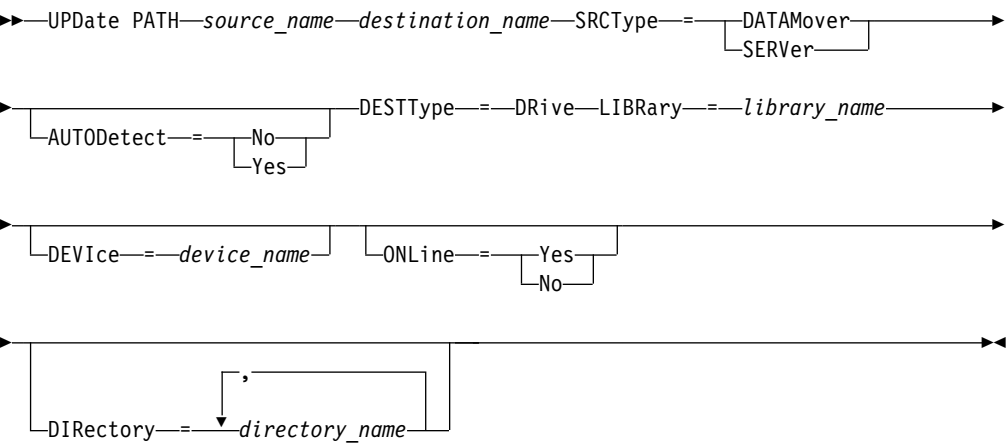 UPDate PATH source_name destination_name SRCType = DATAMover
SERVer
AUTODetect = No
Yes
DESTType = DRive LIBRary = library_name
DEVIce = device_name
ONLine = Yes
No
DIRectory = directory_name
,